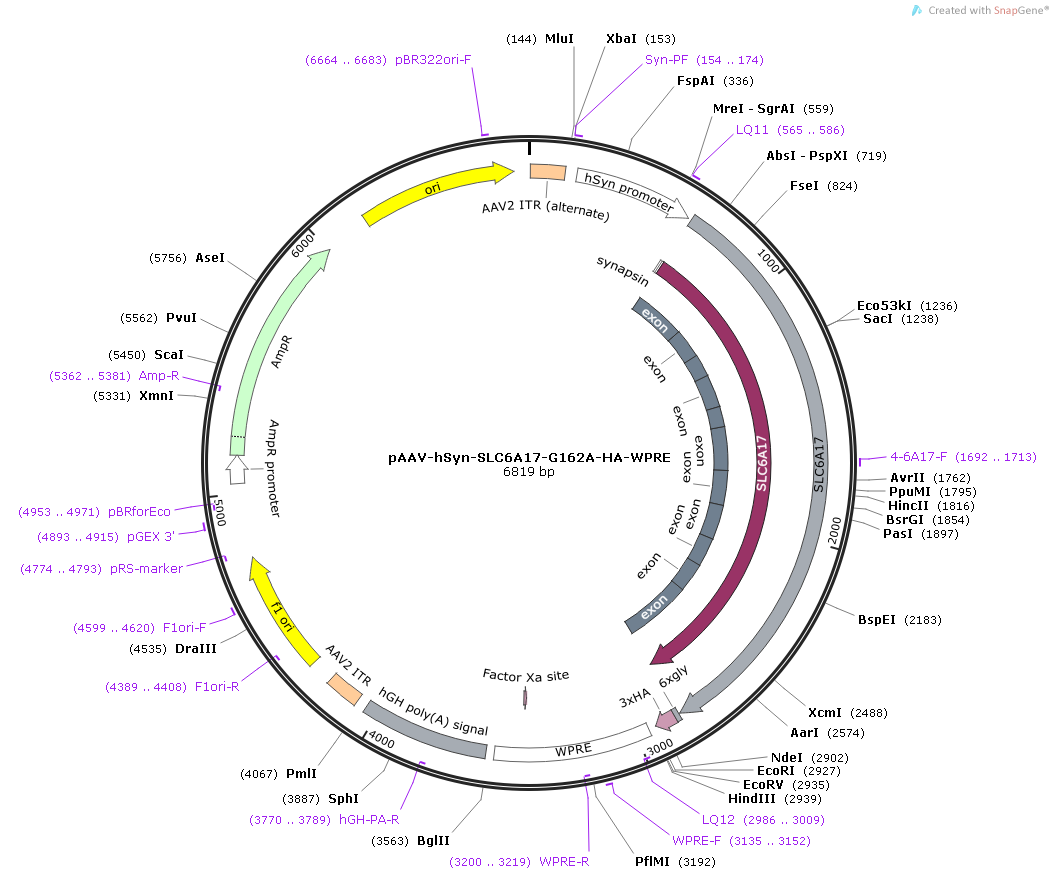 Created with SnapGene®
(144) MluI
XbaI (153)
(6664 .. 6683) pBR322ori-F
Syn-PF (154 .. 174)
FspAI (336)
MreI - SgrAI (559)
LQ11 (565 .. 586)
AbsI - PspXI (719)
FseI (824)
ori
hSyn promoter
AAV2 ITR (alternate)
6000
1000
(5756) AseI
synapsin
Eco53kI (1236)
SacI (1238)
(5562) PvuI
exon
(5450) ScaI
AmpR
exon
(5362 .. 5381) Amp-R
(5331) XmnI
exon
exon
AmpR promoter
pAAV-hSyn-SLC6A17-G162A-HA-WPRE
6819 bp
exon
SLC6A17
SLC6A17
4-6A17-F (1692 .. 1713)
AvrII (1762)
PpuMI (1795)
HincII (1816)
BsrGI (1854)
PasI (1897)
5000
(4953 .. 4971) pBRforEco
exon
exon
2000
(4893 .. 4915) pGEX 3'
(4774 .. 4793) pRS-marker
exon
exon
f1 ori
(4599 .. 4620) F1ori-F
BspEI (2183)
(4535) DraIII
AAV2 ITR
Factor Xa site
6xgly
3xHA
(4389 .. 4408) F1ori-R
hGH poly(A) signal
XcmI (2488)
AarI (2574)
4000
WPRE
3000
NdeI (2902)
EcoRI (2927)
EcoRV (2935)
HindIII (2939)
(4067) PmlI
(3887) SphI
(3770 .. 3789) hGH-PA-R
LQ12 (2986 .. 3009)
(3563) BglII
WPRE-F (3135 .. 3152)
(3200 .. 3219) WPRE-R
PflMI (3192)